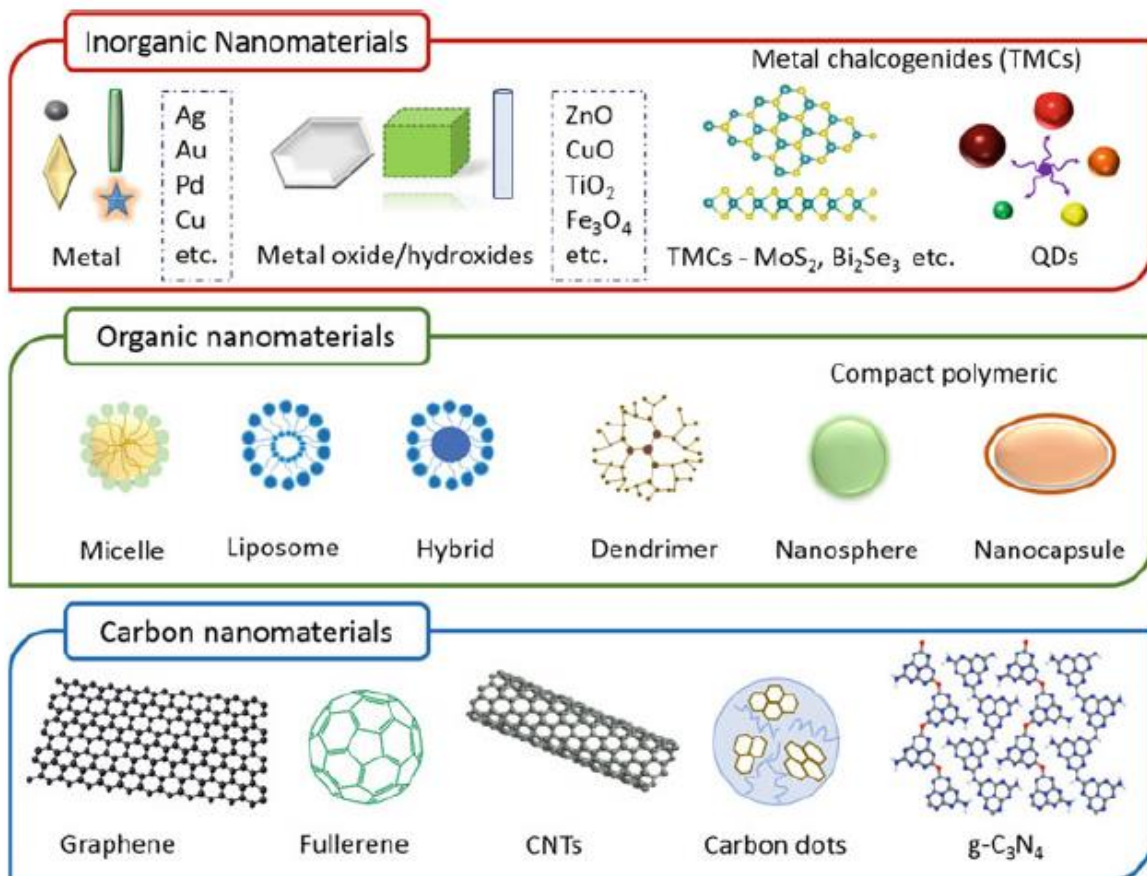 Inorganic Nanomaterials
Metal chalcogenides (TMCs)
Ag
Au
Pd
Cu
etc.
Metal
ZnO
CuO
TiO₂
Fe₃O₄
etc.
Metal oxide/hydroxides
TMCs - MoS₂, Bi₂Se₃ etc.
QDs
Organic nanomaterials
Compact polymeric
Micelle
Liposome
Hybrid
Dendrimer
Nanosphere
Nanocapsule
Carbon nanomaterials
Graphene
Fullerene
CNTs
Carbon dots
g-C₃N₄